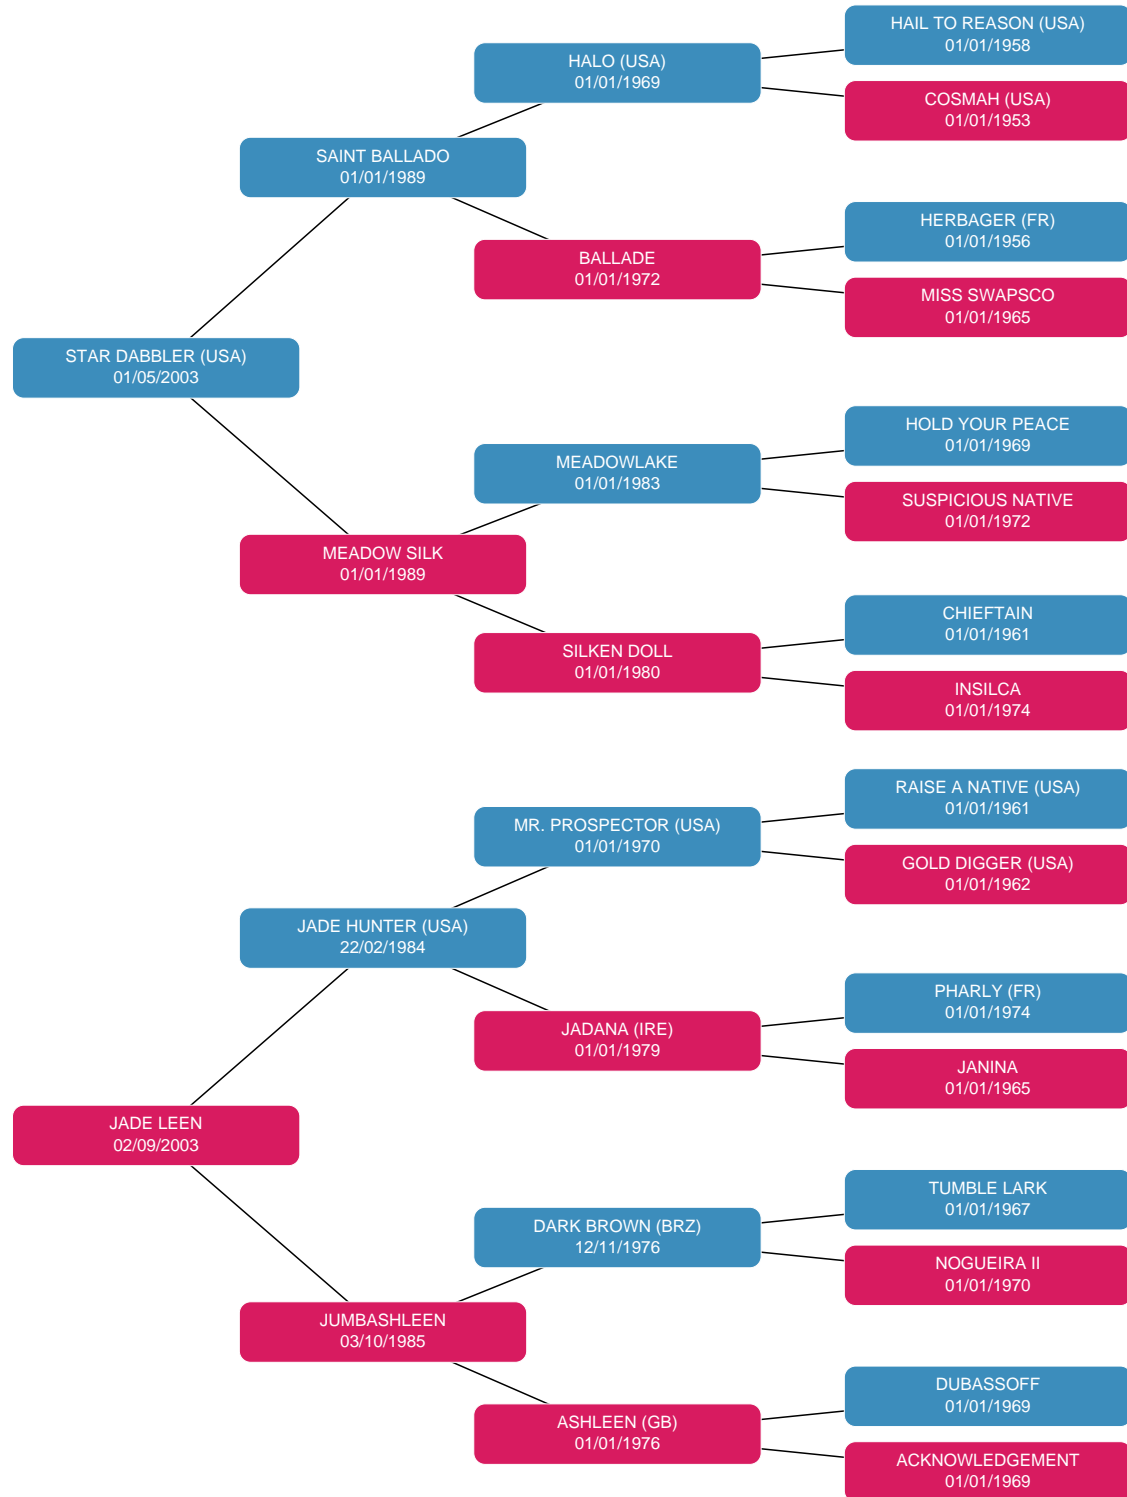 HAIL TO REASON (USA)
01/01/1958
HALO (USA)
01/01/1969
COSMAH (USA)
01/01/1953
SAINT BALLADO
01/01/1989
HERBAGER (FR)
01/01/1956
BALLADE
01/01/1972
MISS SWAPSCO
01/01/1965
STAR DABBLER (USA)
01/05/2003
HOLD YOUR PEACE
01/01/1969
MEADOWLAKE
01/01/1983
SUSPICIOUS NATIVE
01/01/1972
MEADOW SILK
01/01/1989
CHIEFTAIN
01/01/1961
SILKEN DOLL
01/01/1980
INSILCA
01/01/1974
RAISE A NATIVE (USA)
01/01/1961
MR. PROSPECTOR (USA)
01/01/1970
GOLD DIGGER (USA)
01/01/1962
JADE HUNTER (USA)
22/02/1984
PHARLY (FR)
01/01/1974
JADANA (IRE)
01/01/1979
JANINA
01/01/1965
JADE LEEN
02/09/2003
TUMBLE LARK
01/01/1967
DARK BROWN (BRZ)
12/11/1976
NOGUEIRA II
01/01/1970
JUMBASHLEEN
03/10/1985
DUBASSOFF
01/01/1969
ASHLEEN (GB)
01/01/1976
ACKNOWLEDGEMENT
01/01/1969